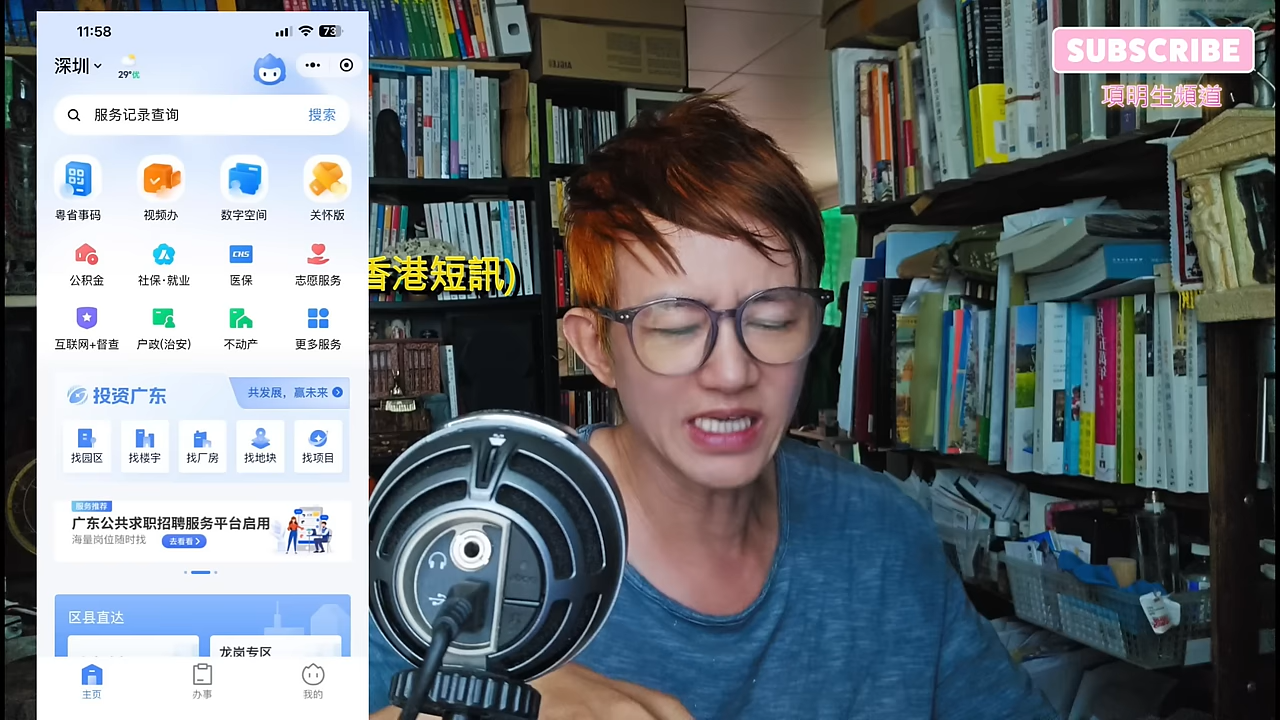 11:58
73
深圳
29°优
服务记录查询
搜索
粤省事码
视频办
数字空间
关怀版
公积金
社保·就业
医保
志愿服务
CNS
互联网+督查
户政(治安)
不动产
更多服务
投资广东
共发展，赢未来
找园区
找楼宇
找厂房
找地块
找项目
服务推荐
广东公共求职招聘服务平台启用
海量岗位随时找
去看看
区县直达
龙岗专区
主页
办事
我的
香港短訊)
SUBSCRIBE
項明生頻道